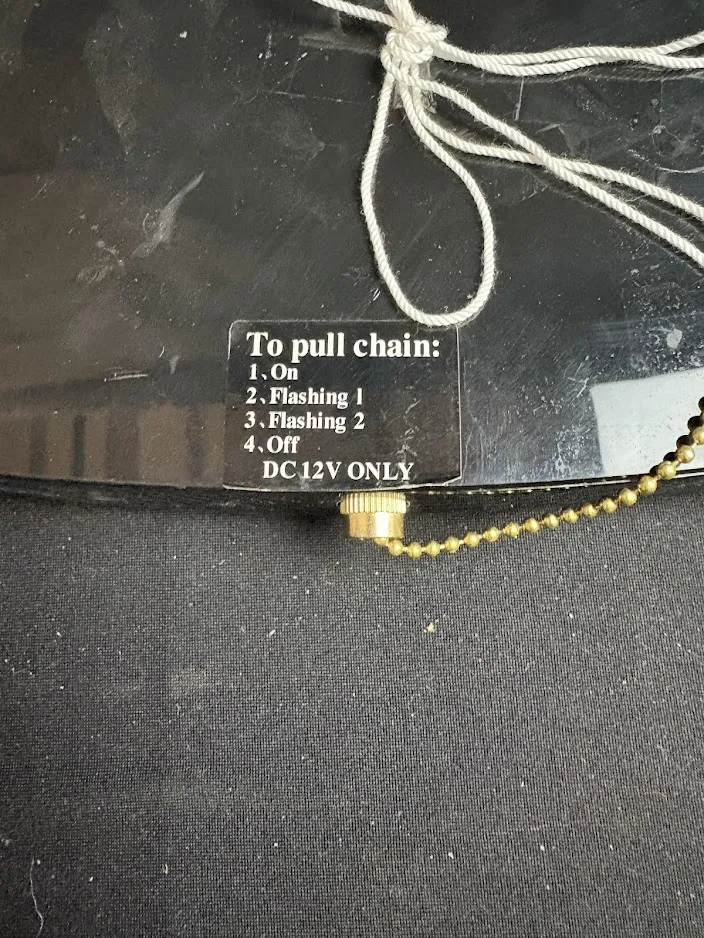 To pull chain:
1、On
2、Flashing 1
3、Flashing 2
4、Off
DC 12V ONLY